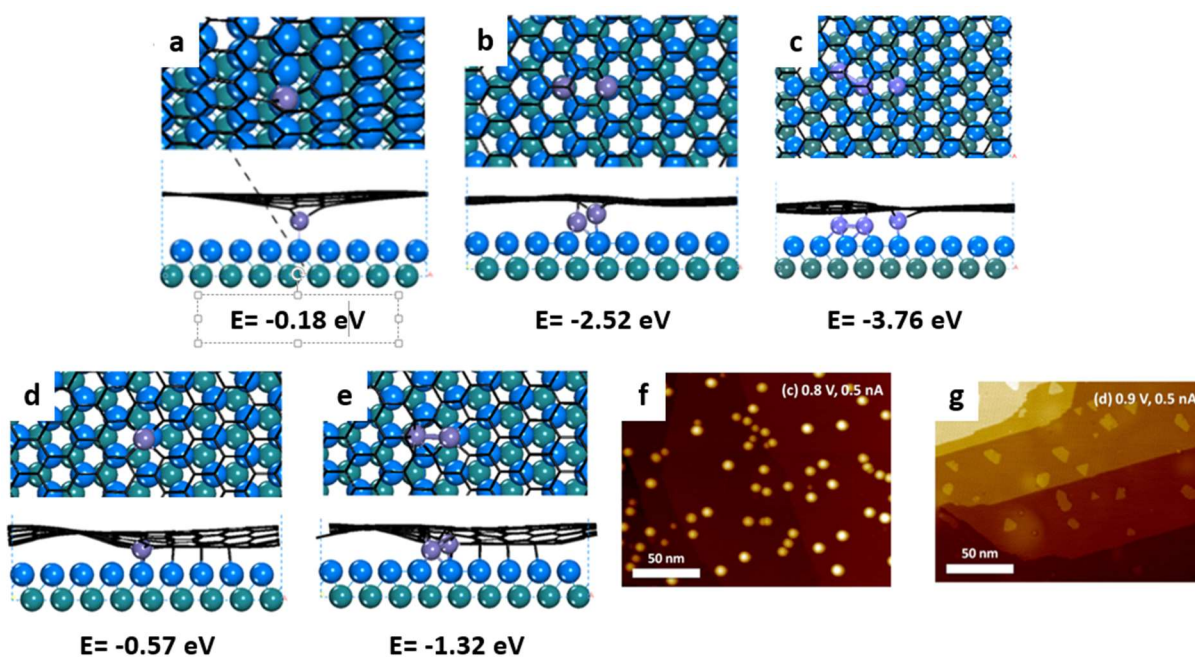 a
b
c
E= -0.18 eV
E= -2.52 eV
E= -3.76 eV
d
e
f
(c) 0.8 V, 0.5 nA
50 nm
g
(d) 0.9 V, 0.5 nA
50 nm
E= -0.57 eV
E= -1.32 eV